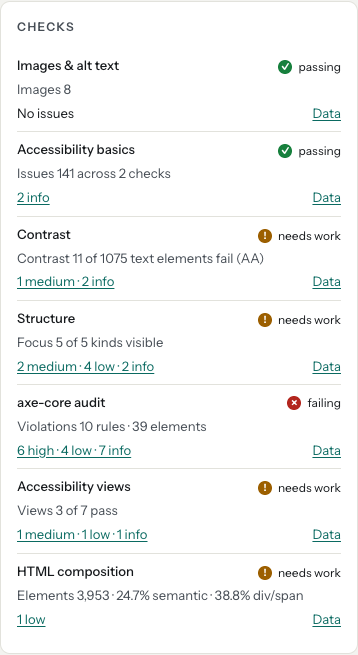 CHECKS
Images & alt text passing
Images 8
No issues Data
Accessibility basics passing
Issues 141 across 2 checks
2 info Data
Contrast needs work
Contrast 11 of 1075 text elements fail (AA)
1 medium · 2 info Data
Structure needs work
Focus 5 of 5 kinds visible
2 medium · 4 low · 2 info Data
axe-core audit failing
Violations 10 rules · 39 elements
6 high · 4 low · 7 info Data
Accessibility views needs work
Views 3 of 7 pass
1 medium · 1 low · 1 info Data
HTML composition needs work
Elements 3,953 · 24.7% semantic · 38.8% div/span
1 low Data